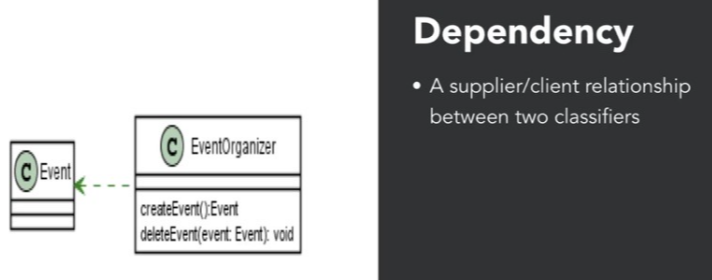 Dependency
• A supplier/client relationship
between two classifiers
C Event
C EventOrganizer
createEvent():Event
deleteEvent(event: Event): void